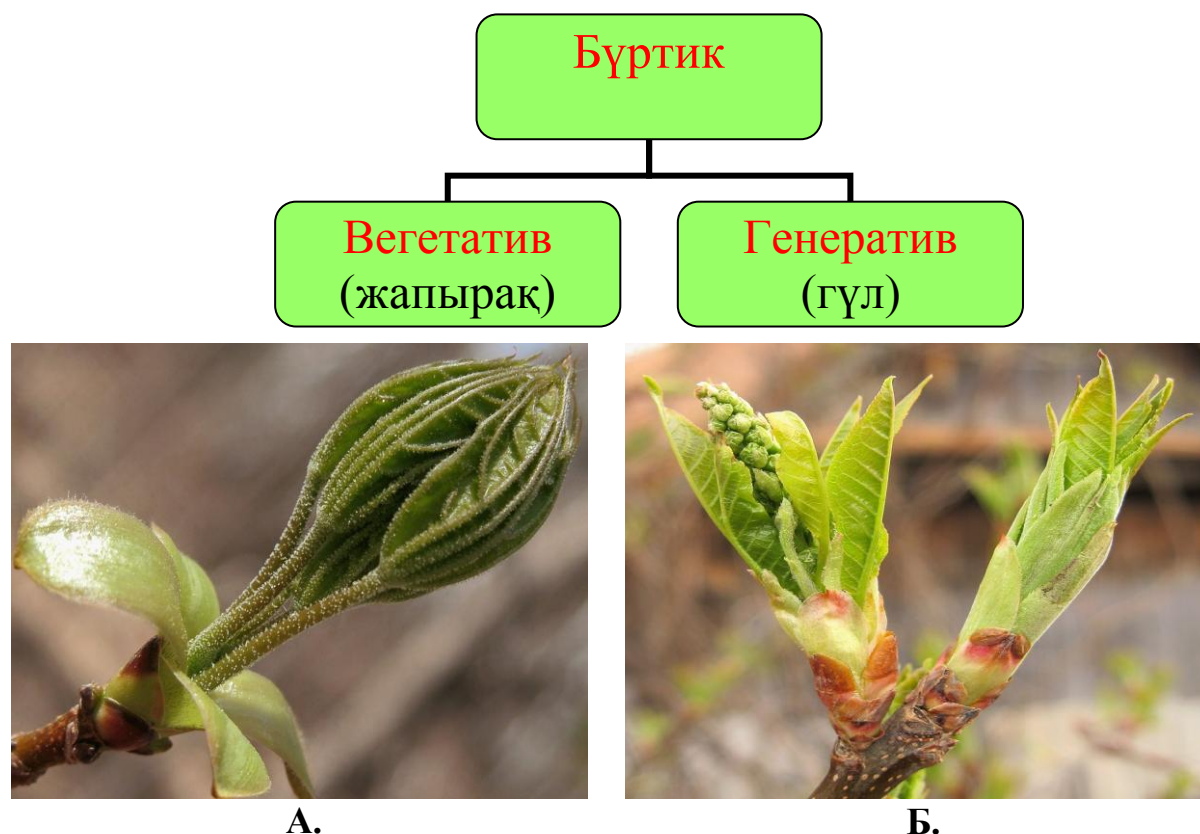 Бүртик
Вегетатив
(жапырақ)
Генератив
(гүл)
А.
Б.